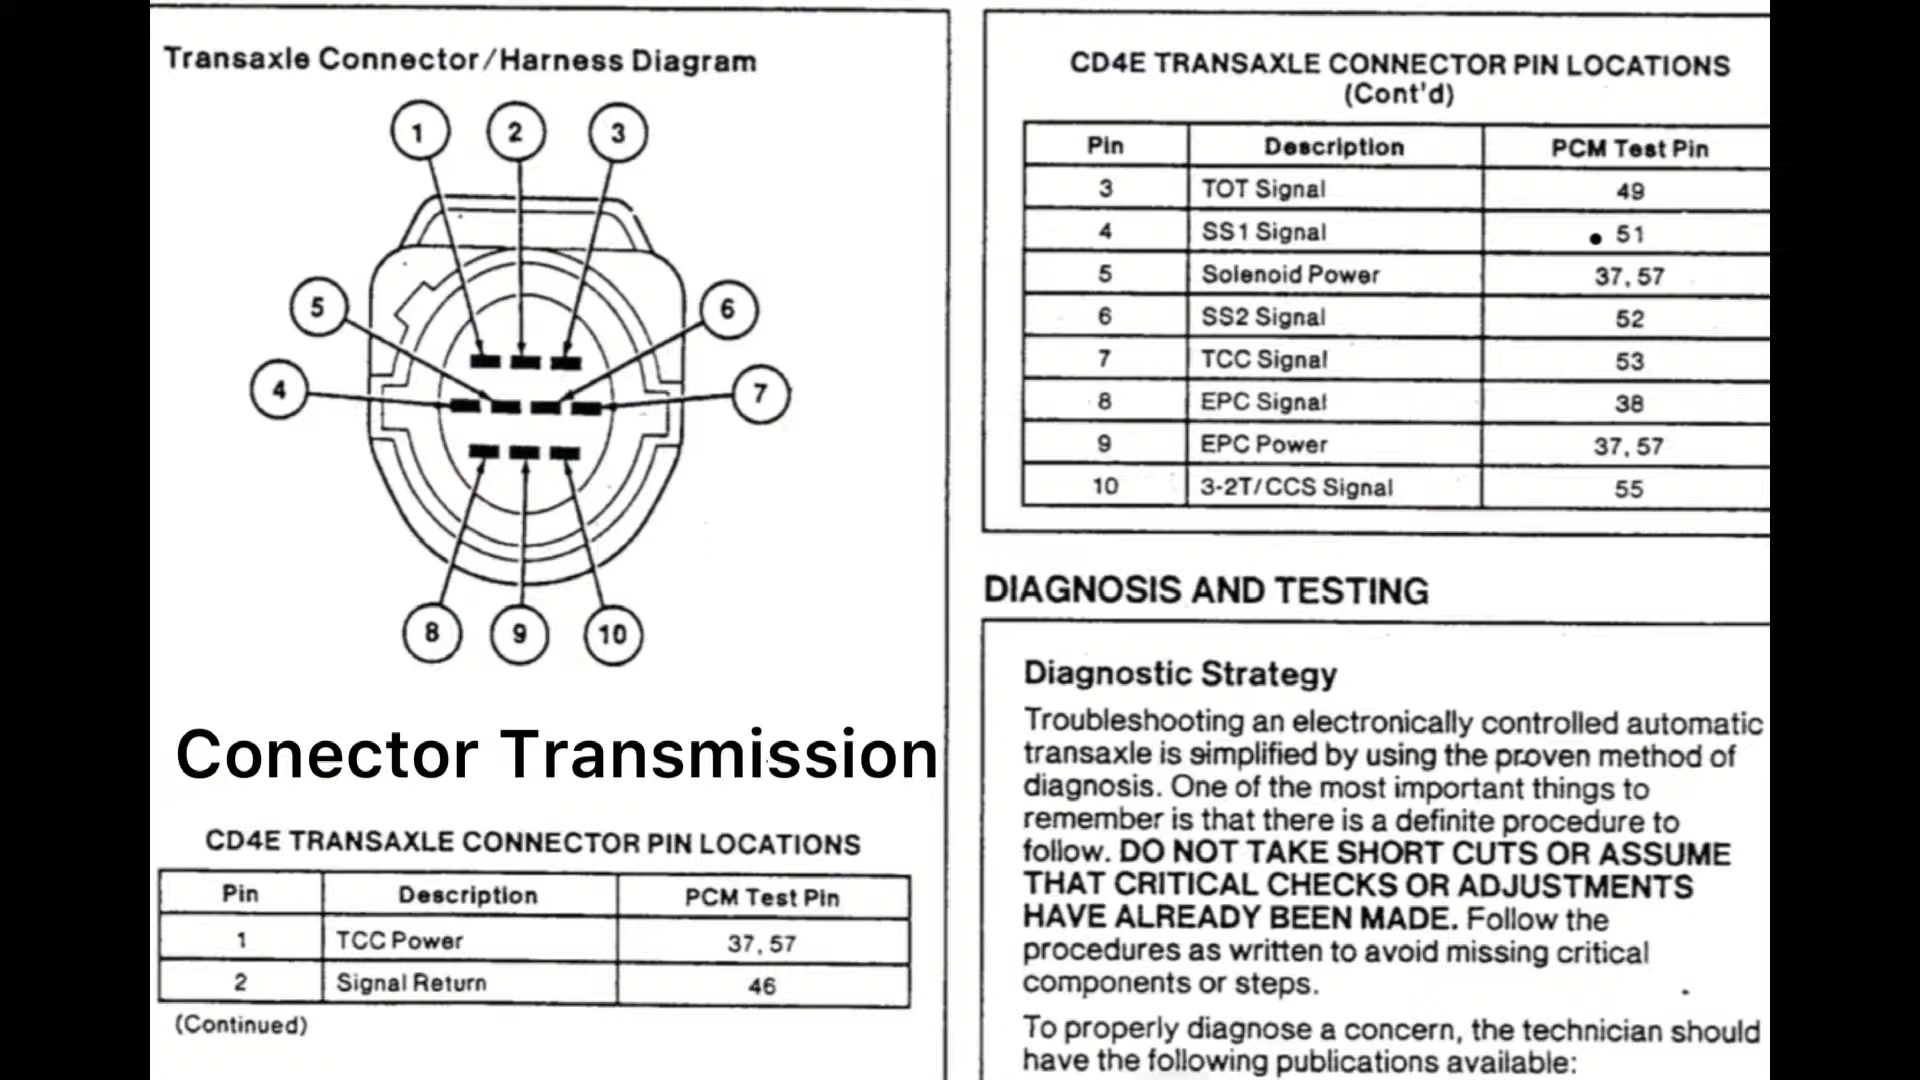 Transaxle Connector/Harness Diagram
1
2
3
5
6
4
7
8
9
10
Conector Transmission
CD4E TRANSAXLE CONNECTOR PIN LOCATIONS
Pin Description PCM Test Pin
1 TCC Power 37, 57
2 Signal Return 46
(Continued)
CD4E TRANSAXLE CONNECTOR PIN LOCATIONS
(Cont'd)
Pin Description PCM Test Pin
3 TOT Signal 49
4 SS1 Signal 51
5 Solenoid Power 37, 57
6 SS2 Signal 52
7 TCC Signal 53
8 EPC Signal 38
9 EPC Power 37, 57
10 3-2T/CCS Signal 55
DIAGNOSIS AND TESTING
Diagnostic Strategy
Troubleshooting an electronically controlled automatic
transaxle is simplified by using the proven method of
diagnosis. One of the most important things to
remember is that there is a definite procedure to
follow. DO NOT TAKE SHORT CUTS OR ASSUME
THAT CRITICAL CHECKS OR ADJUSTMENTS
HAVE ALREADY BEEN MADE. Follow the
procedures as written to avoid missing critical
components or steps.
To properly diagnose a concern, the technician should
have the following publications available: